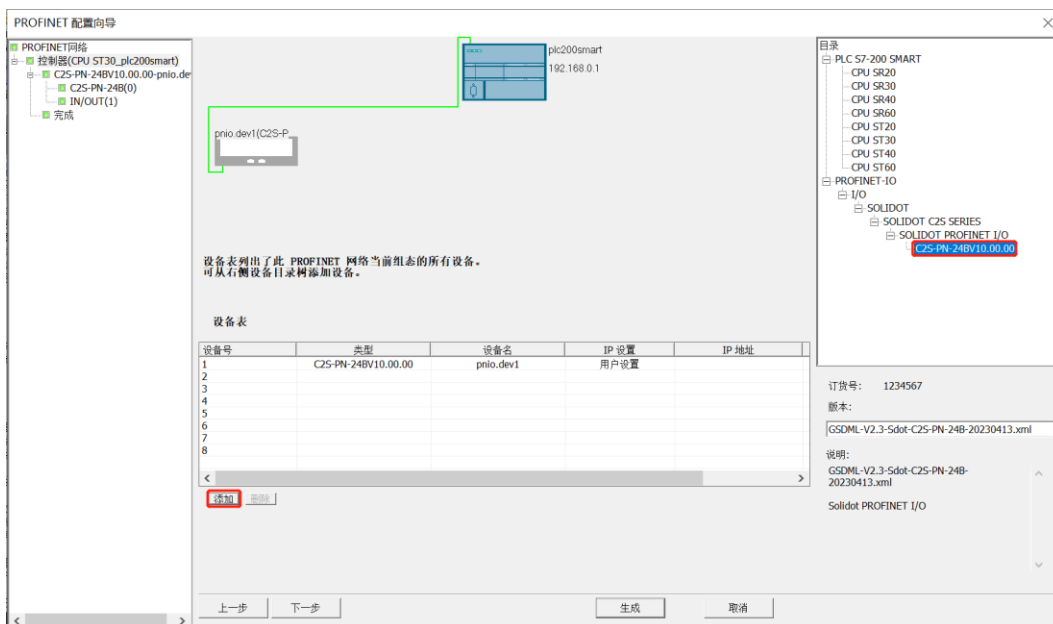 PROFINET 配置向导
PROFINET网络
控制器(CPU ST30_plc200smart)
C2S-PN-24BV10.00.00-pnio.de
C2S-PN-24B(0)
IN/OUT(1)
完成
plc200smart
192.168.0.1
pnio.dev1(C2S-P
设备表列出了此 PROFINET 网络当前组态的所有设备。
可从右侧设备目录树添加设备。
设备表
设备号 类型 设备名 IP 设置 IP 地址
1 C2S-PN-24BV10.00.00 pnio.dev1 用户设置
2
3
4
5
6
7
8
添加 删除
上一步 下一步 生成 取消
目录
PLC S7-200 SMART
CPU SR20
CPU SR30
CPU SR40
CPU SR60
CPU ST20
CPU ST30
CPU ST40
CPU ST60
PROFINET-IO
I/O
SOLIDOT
SOLIDOT C2S SERIES
SOLIDOT PROFINET I/O
C2S-PN-24BV10.00.00
订货号: 1234567
版本:
GSDML-V2.3-Sdot-C2S-PN-24B-20230413.xml
说明:
GSDML-V2.3-Sdot-C2S-PN-24B-
20230413.xml
Solidot PROFINET I/O